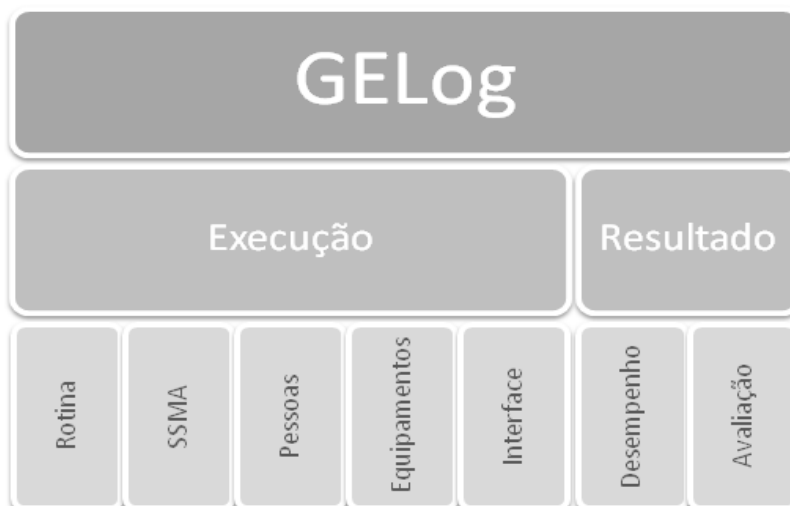 GELog
Execução
Resultado
Rotina
SSMA
Pessoas
Equipamentos
Interface
Desempenho
Avaliação